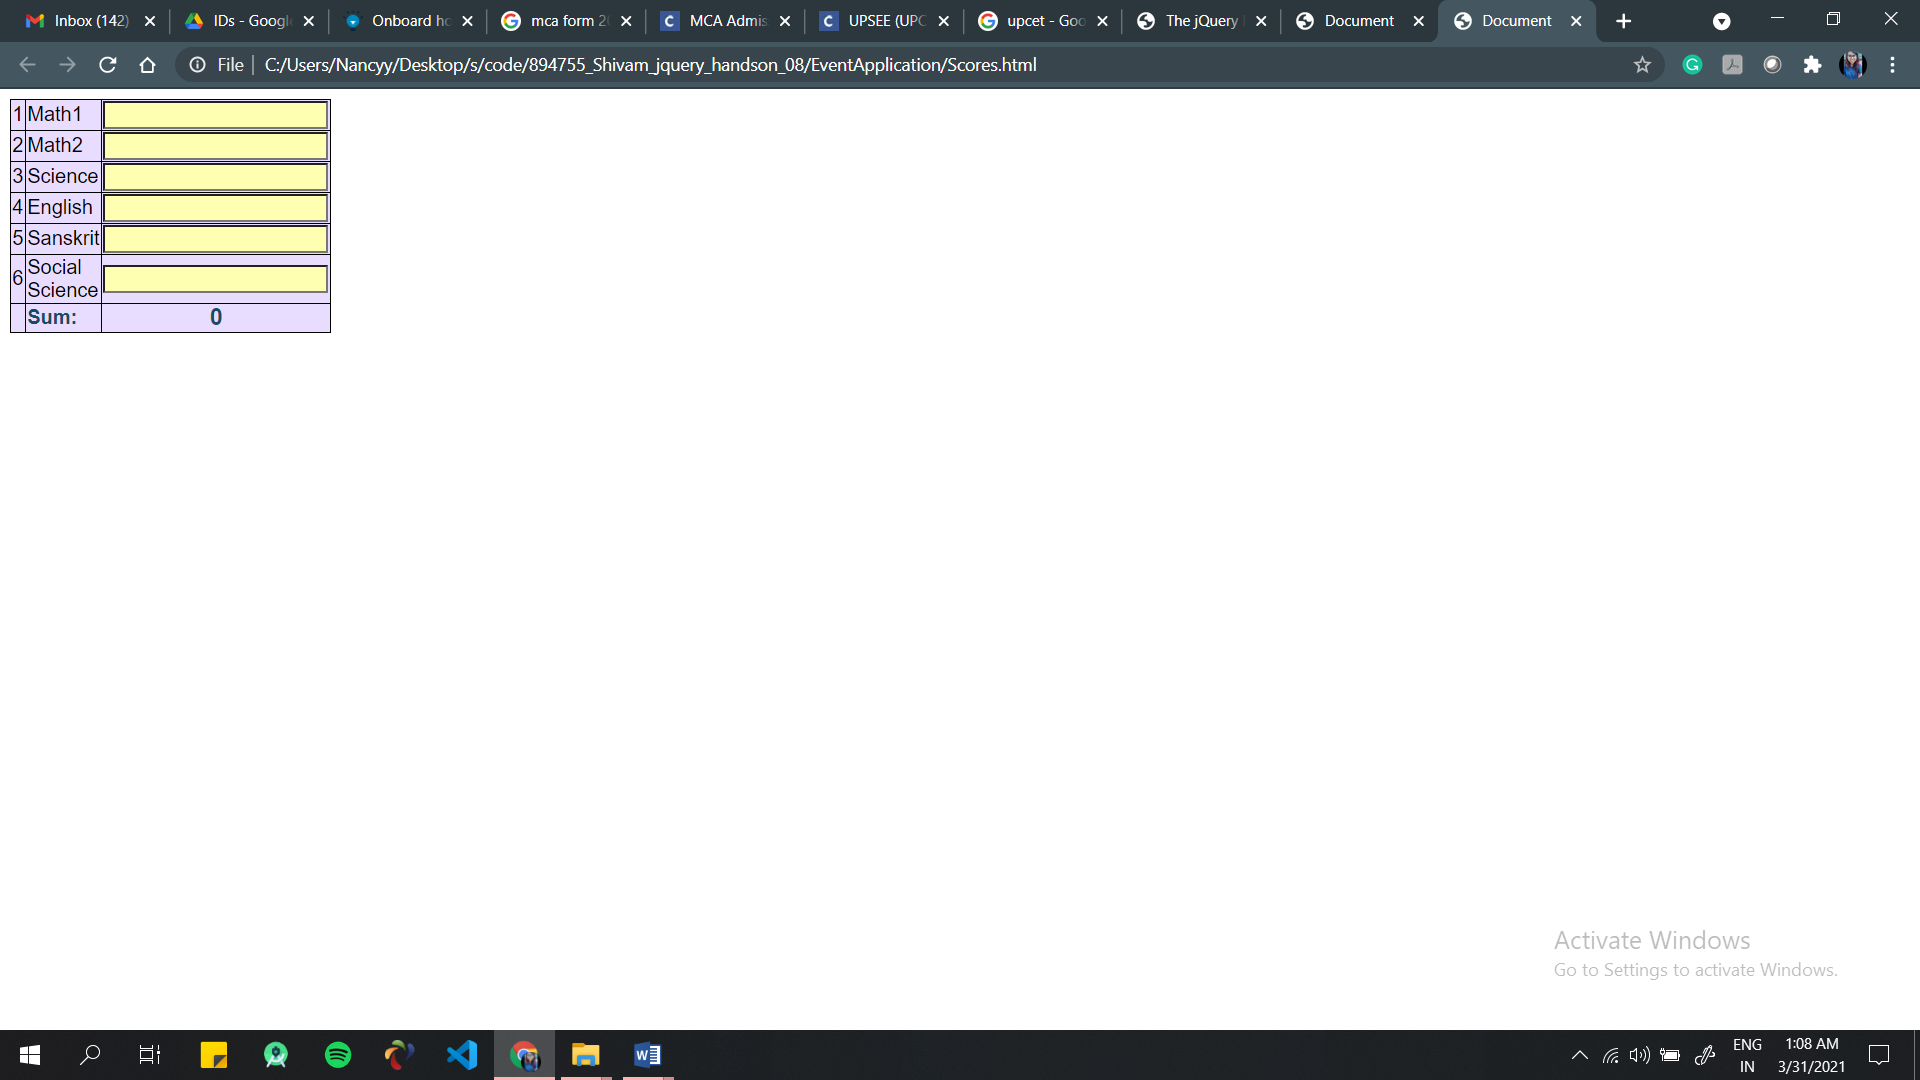 Inbox (142)
IDs - Googl
Onboard ho
mca form 20
MCA Admis
UPSEE (UPC
upcet - Goo
The jQuery
Document
Document
File
C:/Users/Nancyy/Desktop/s/code/894755_Shivam_jquery_handson_08/EventApplication/Scores.html
1 Math1
2 Math2
3 Science
4 English
5 Sanskrit
6 Social
Science
Sum: 0
Activate Windows
Go to Settings to activate Windows.
ENG
IN
1:08 AM
3/31/2021